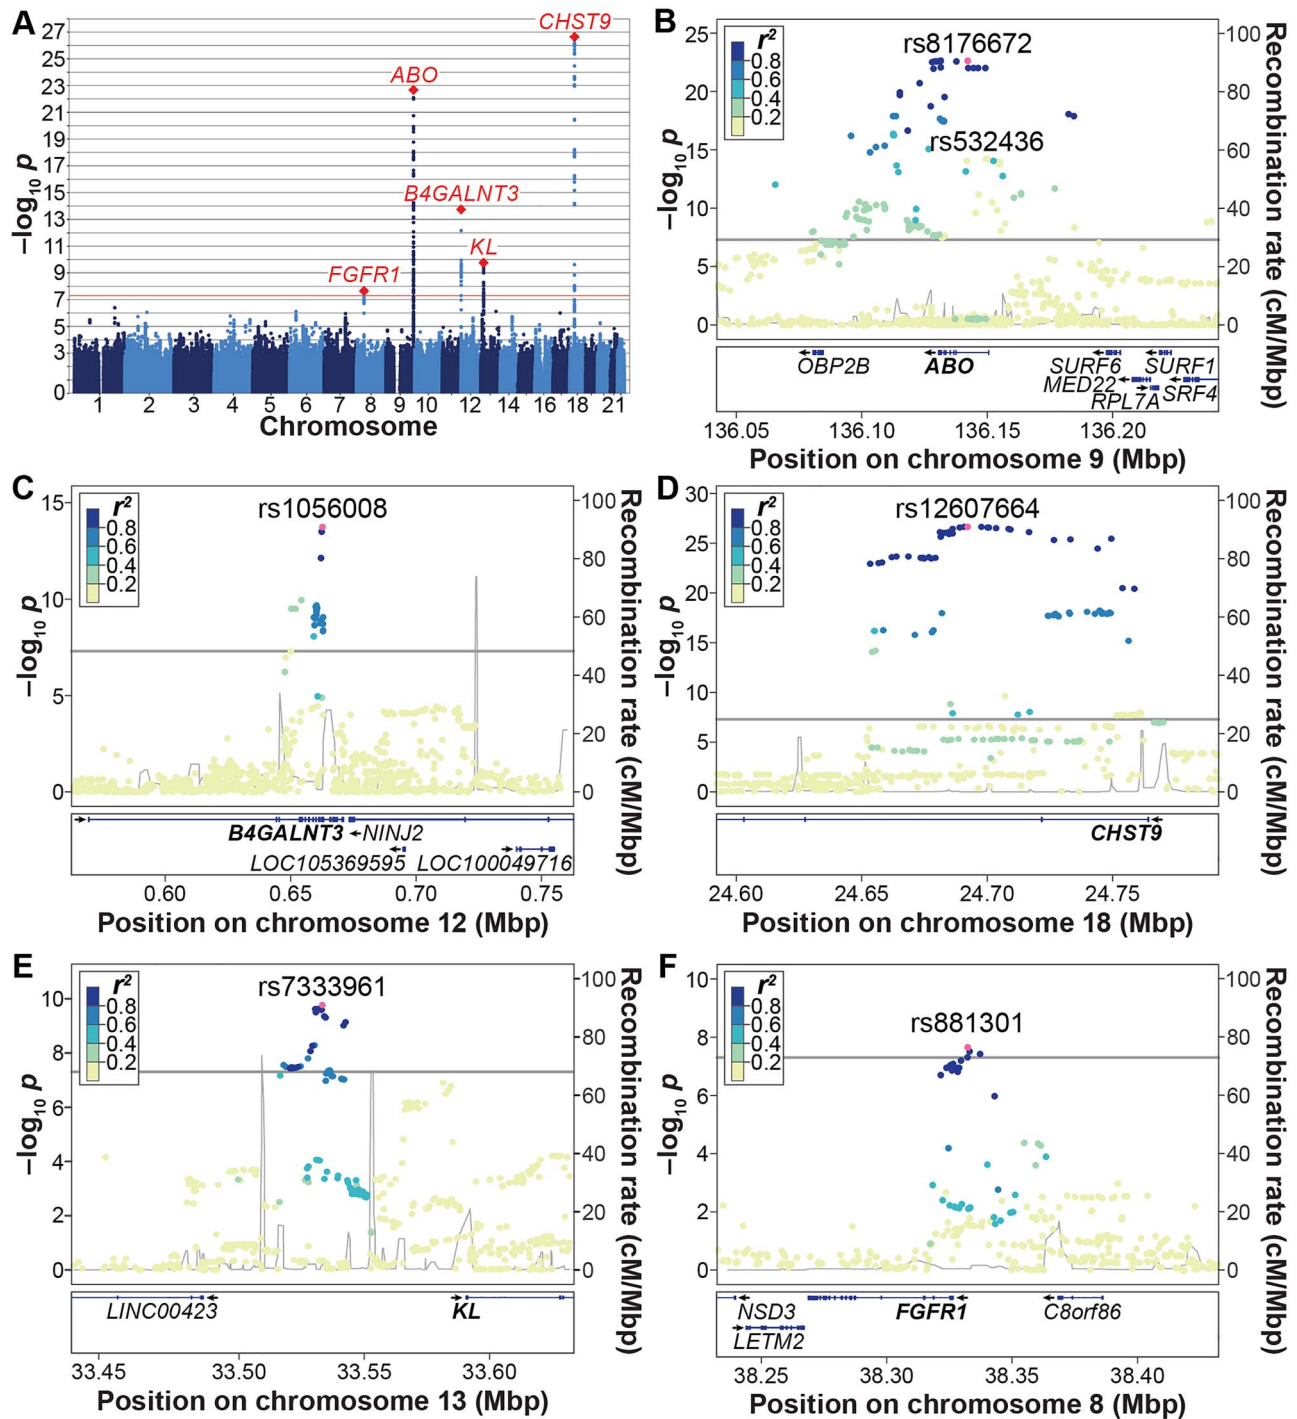 A
CHST9
ABO
B4GALNT3
KL
FGFR1
27
25
23
21
19
17
15
13
11
9
7
5
3
0
−log10 p
1 2 3 4 5 6 7 8 9 10 12 14 16 18 21
Chromosome
B
r2
0.8
0.6
0.4
0.2
rs8176672
rs532436
25
20
15
10
5
0
−log10 p
100
80
60
40
20
0
Recombination rate (cM/Mbp)
OBP2B ABO SURF6 SURF1
MED22
RPL7A SRF4
136.05 136.10 136.15 136.20
Position on chromosome 9 (Mbp)
C
r2
0.8
0.6
0.4
0.2
rs1056008
15
10
5
0
−log10 p
100
80
60
40
20
0
Recombination rate (cM/Mbp)
B4GALNT3 NINJ2
LOC105369595 LOC100049716
0.60 0.65 0.70 0.75
Position on chromosome 12 (Mbp)
D
r2
0.8
0.6
0.4
0.2
rs12607664
30
25
20
15
10
5
0
−log10 p
100
80
60
40
20
0
Recombination rate (cM/Mbp)
CHST9
24.60 24.65 24.70 24.75
Position on chromosome 18 (Mbp)
E
r2
0.8
0.6
0.4
0.2
rs7333961
10
8
6
4
2
0
−log10 p
100
80
60
40
20
0
Recombination rate (cM/Mbp)
LINC00423 KL
33.45 33.50 33.55 33.60
Position on chromosome 13 (Mbp)
F
r2
0.8
0.6
0.4
0.2
rs881301
10
8
6
4
2
0
−log10 p
100
80
60
40
20
0
Recombination rate (cM/Mbp)
NSD3 FGFR1 C8orf86
LETM2
38.25 38.30 38.35 38.40
Position on chromosome 8 (Mbp)